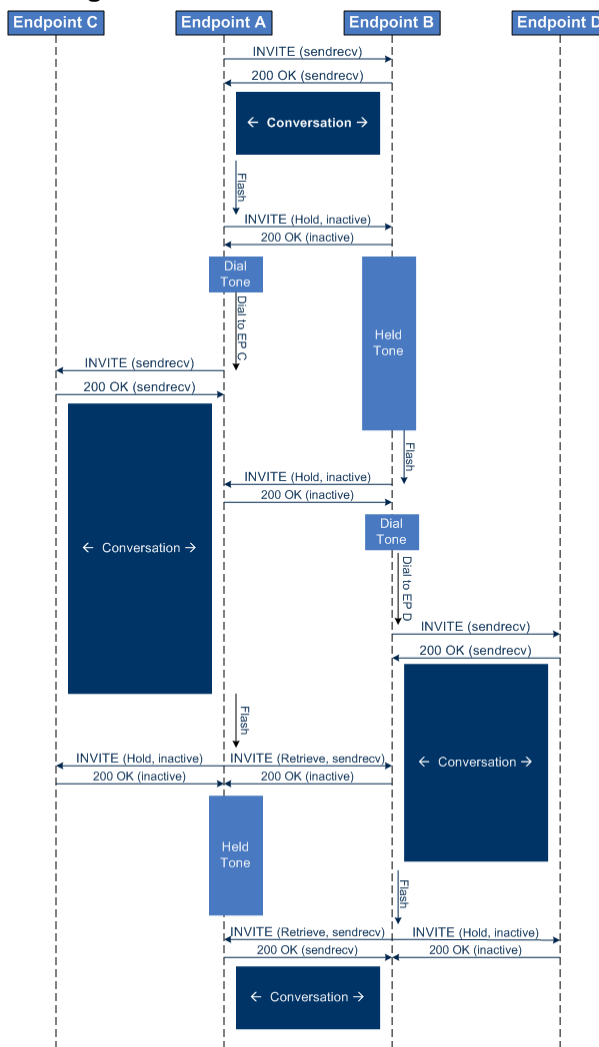 Endpoint C Endpoint A Endpoint B Endpoint D
INVITE (sendrecv)
200 OK (sendrecv)
← Conversation →
Flash
INVITE (Hold, inactive)
200 OK (inactive)
Dial
Tone
Dial to EP C
Held
Tone
INVITE (sendrecv)
200 OK (sendrecv)
Flash
INVITE (Hold, inactive)
200 OK (inactive)
Dial
Tone
← Conversation →
Dial to EP D
INVITE (sendrecv)
200 OK (sendrecv)
Flash
INVITE (Hold, inactive) INVITE (Retrieve, sendrecv)
← Conversation →
200 OK (inactive) 200 OK (inactive)
Held
Tone
Flash
INVITE (Retrieve, sendrecv) INVITE (Hold, inactive)
200 OK (sendrecv) 200 OK (inactive)
← Conversation →